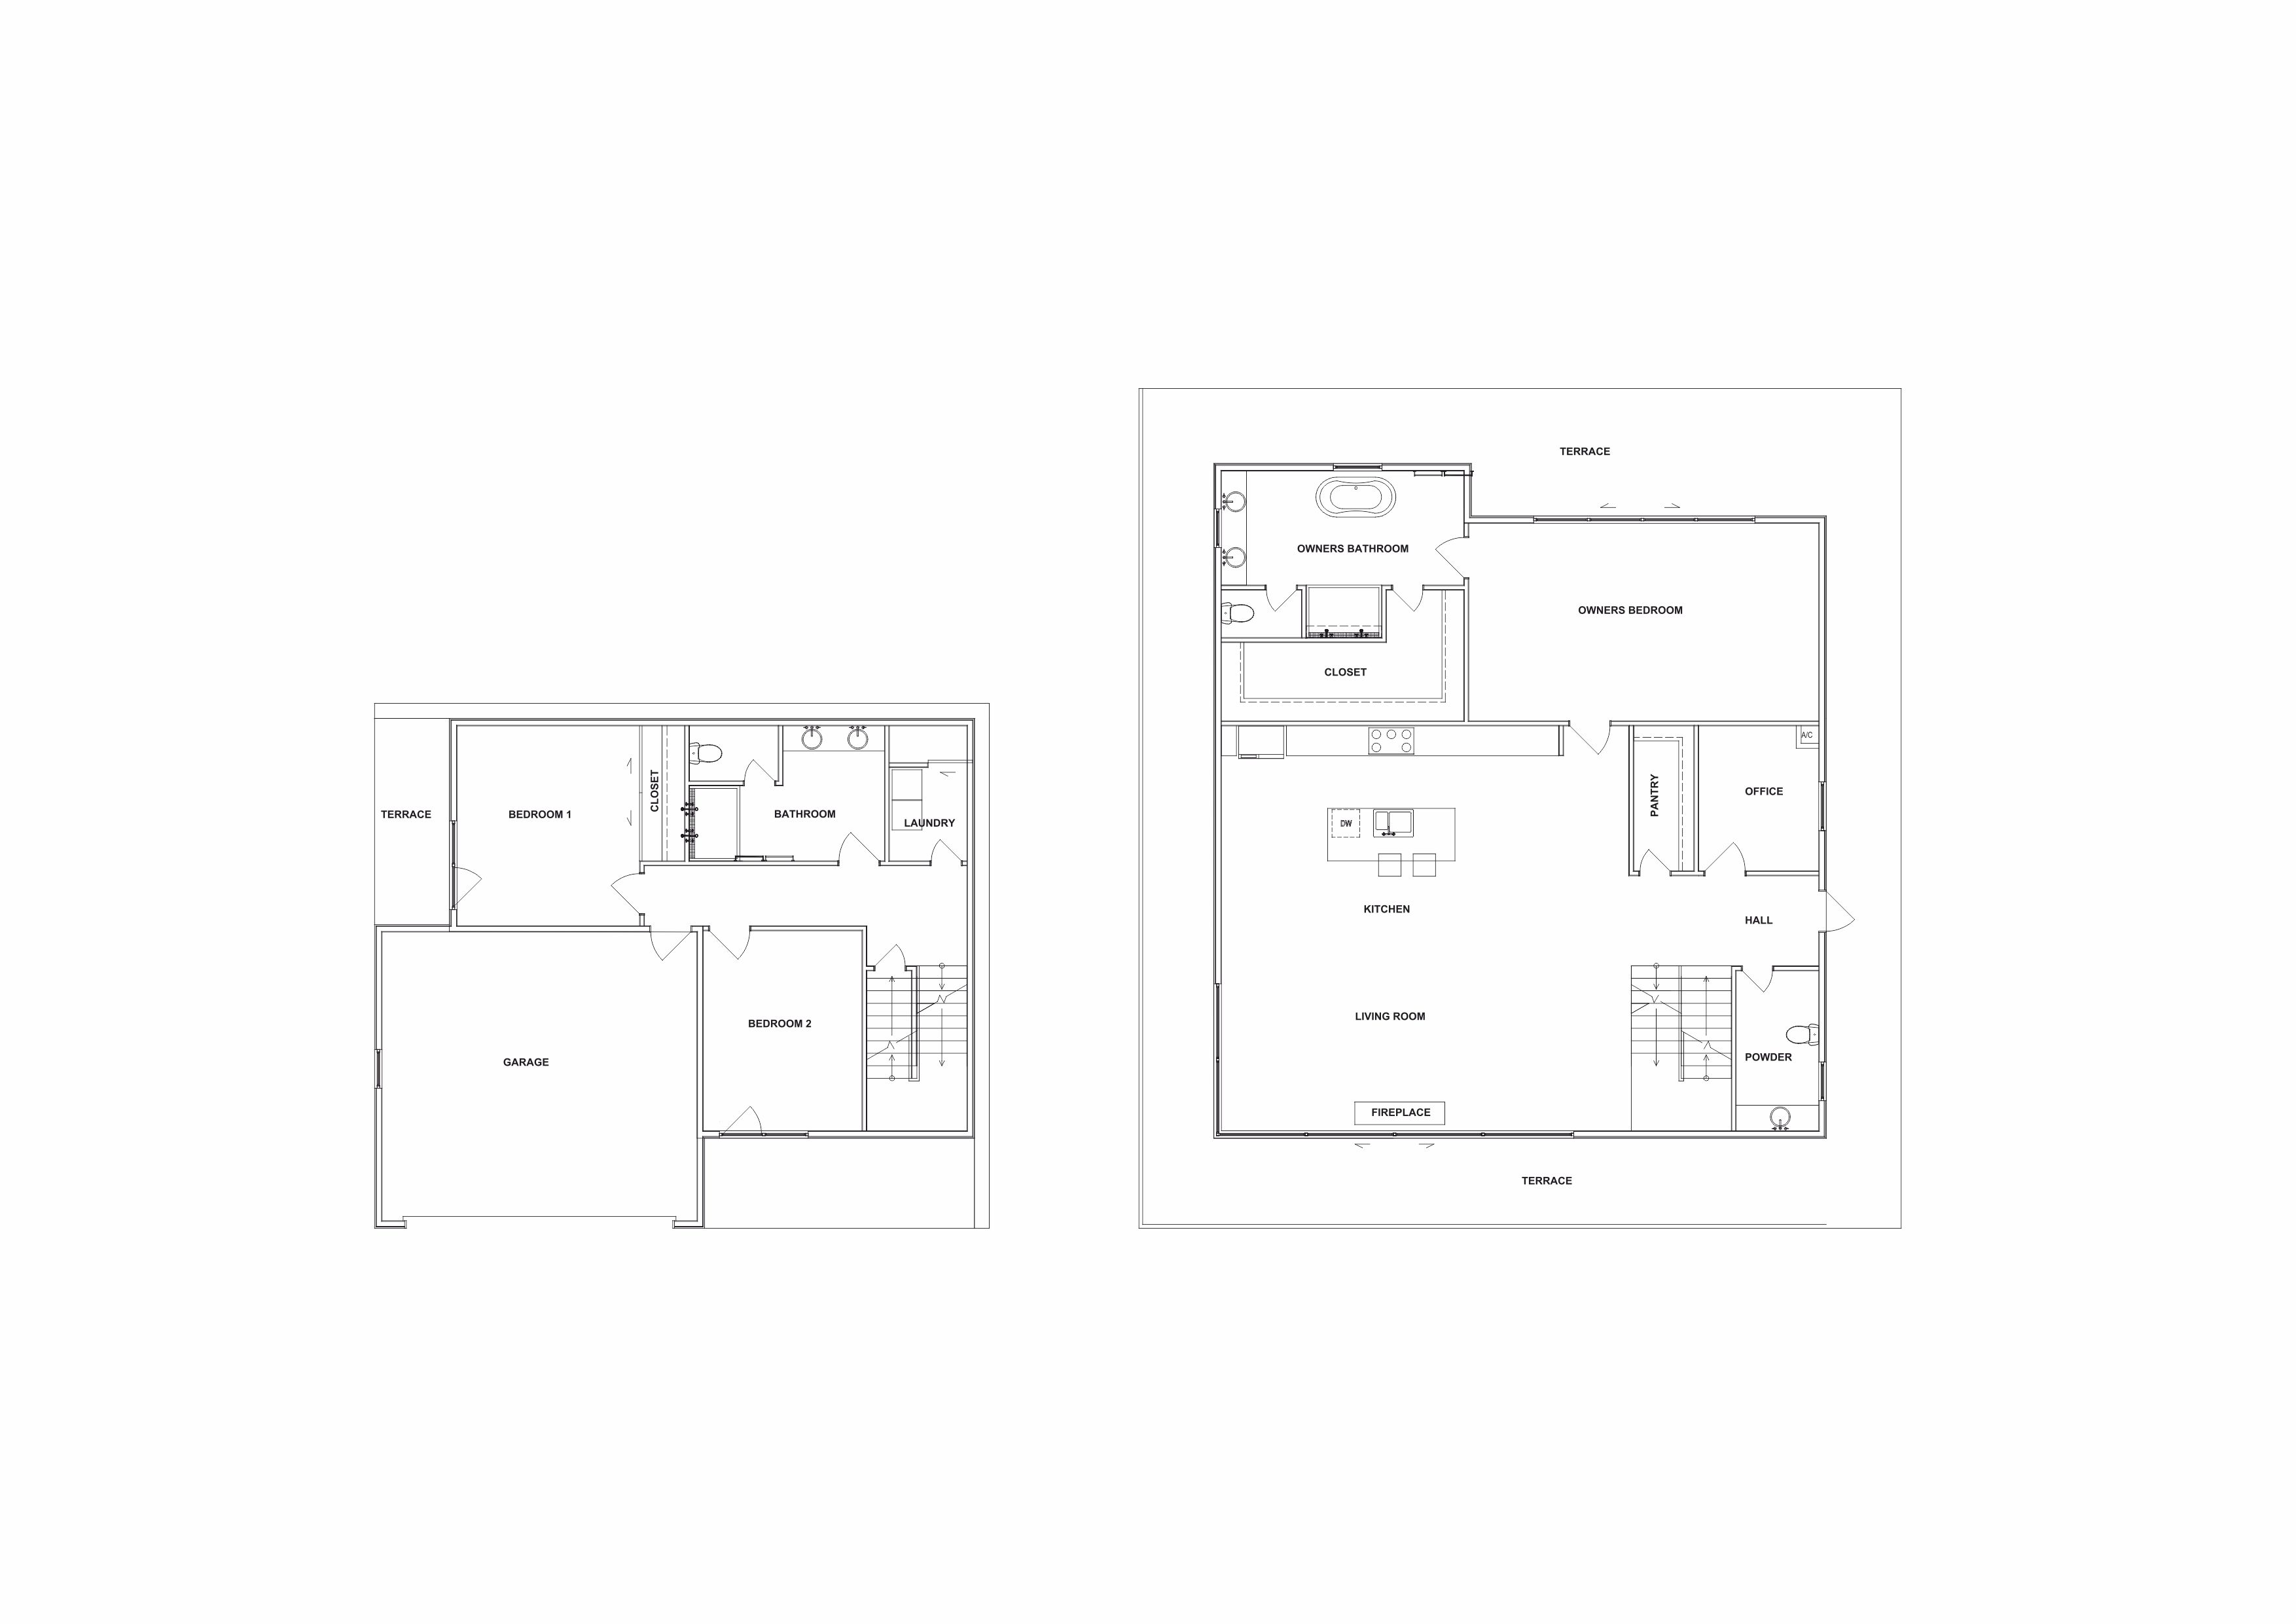 TERRACE
BEDROOM 1
CLOSET
BATHROOM
LAUNDRY
GARAGE
BEDROOM 2
TERRACE
OWNERS BATHROOM
OWNERS BEDROOM
CLOSET
A/C
PANTRY
OFFICE
DW
KITCHEN
HALL
LIVING ROOM
POWDER
FIREPLACE
TERRACE